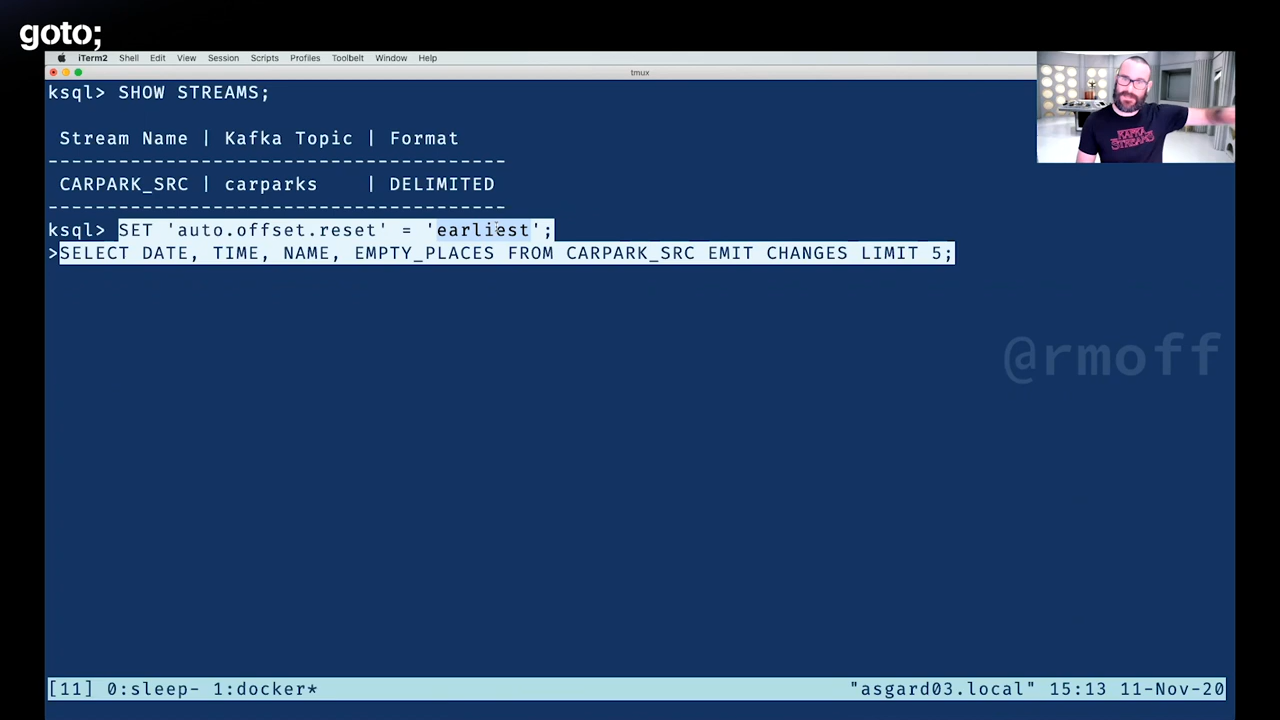 goto;
iTerm2 Shell Edit View Session Scripts Profiles Toolbelt Window Help
tmux
ksql> SHOW STREAMS;
Stream Name | Kafka Topic | Format
----------------------------------------
CARPARK_SRC | carparks | DELIMITED
----------------------------------------
ksql> SET 'auto.offset.reset' = 'earliest';
>SELECT DATE, TIME, NAME, EMPTY_PLACES FROM CARPARK_SRC EMIT CHANGES LIMIT 5;
KAFKA
STREAMS
@rmoff
[11] 0:sleep- 1:docker* "asgard03.local" 15:13 11-Nov-20